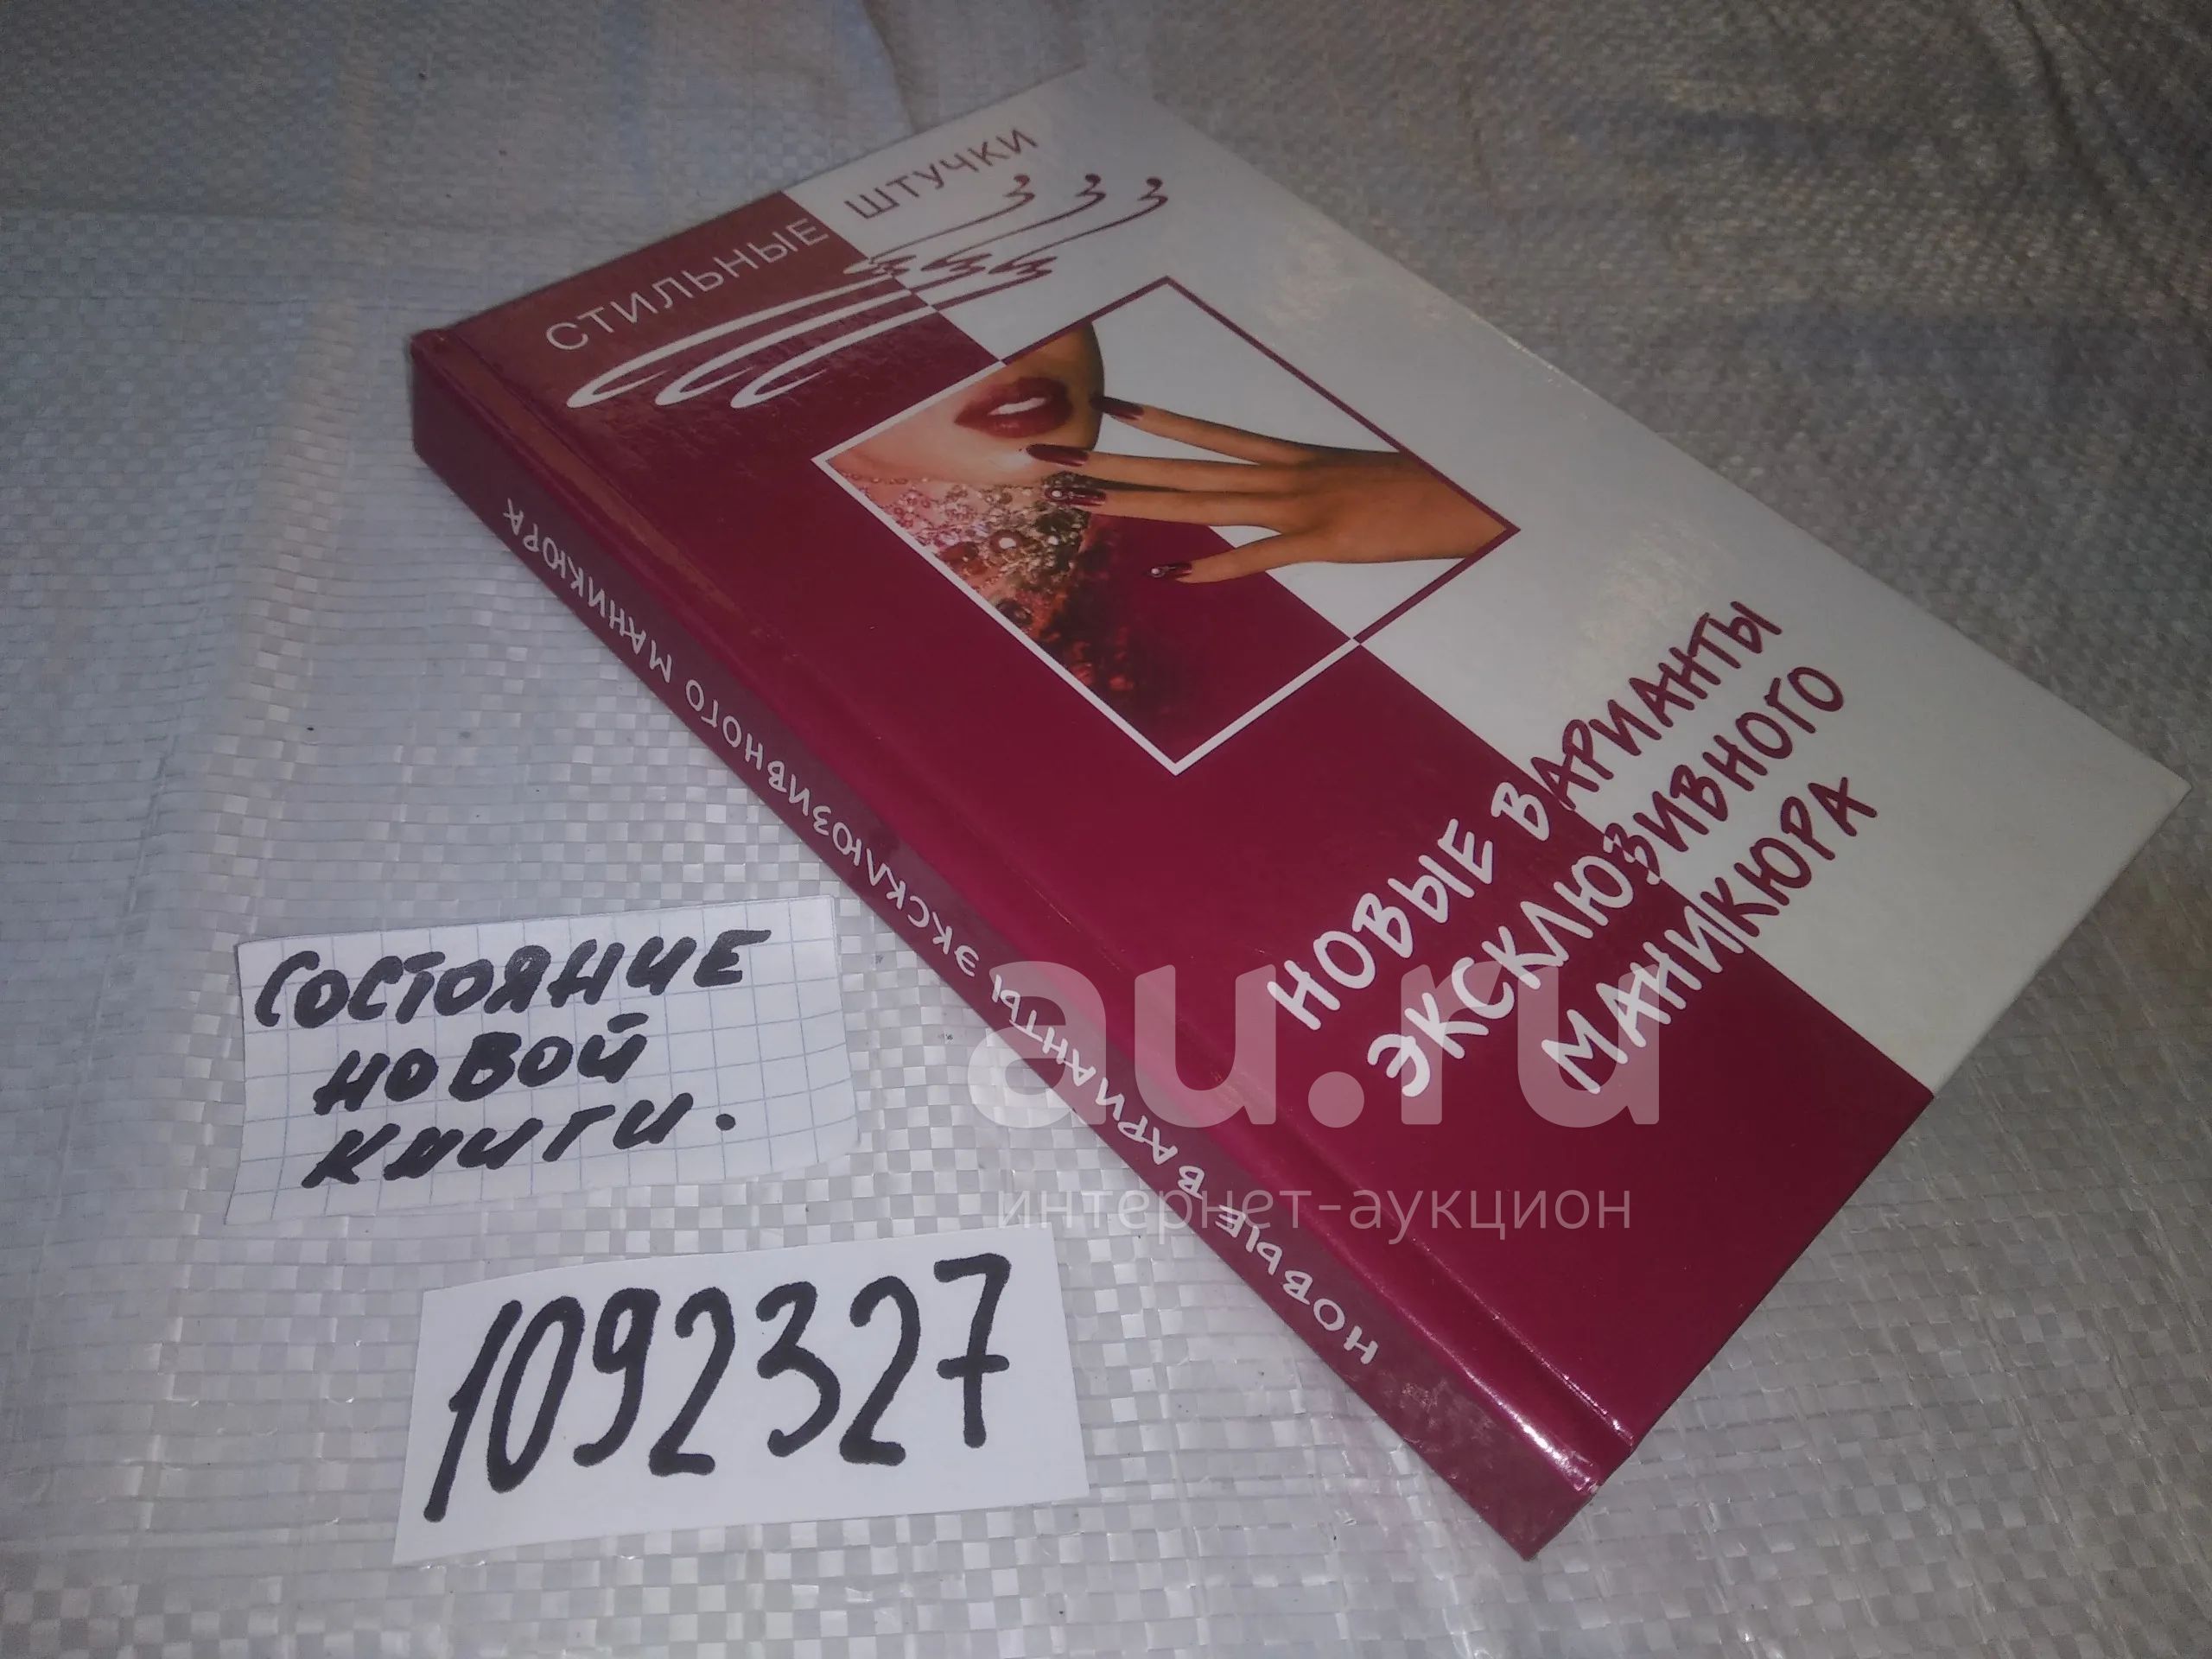 СТИЛЬНЫЕ ШТУЧКИ
НОВЫЕ ВАРИАНТЫ
ЭКСКЛЮЗИВНОГО
МАНИКЮРА
НОВЫЕ ВАРИАНТЫ ЭКСКЛЮЗИВНОГО МАНИКЮРА
СОСТОЯНИЕ
НОВОЙ
КНИГИ.
1092327
au.ru
интернет-аукцион